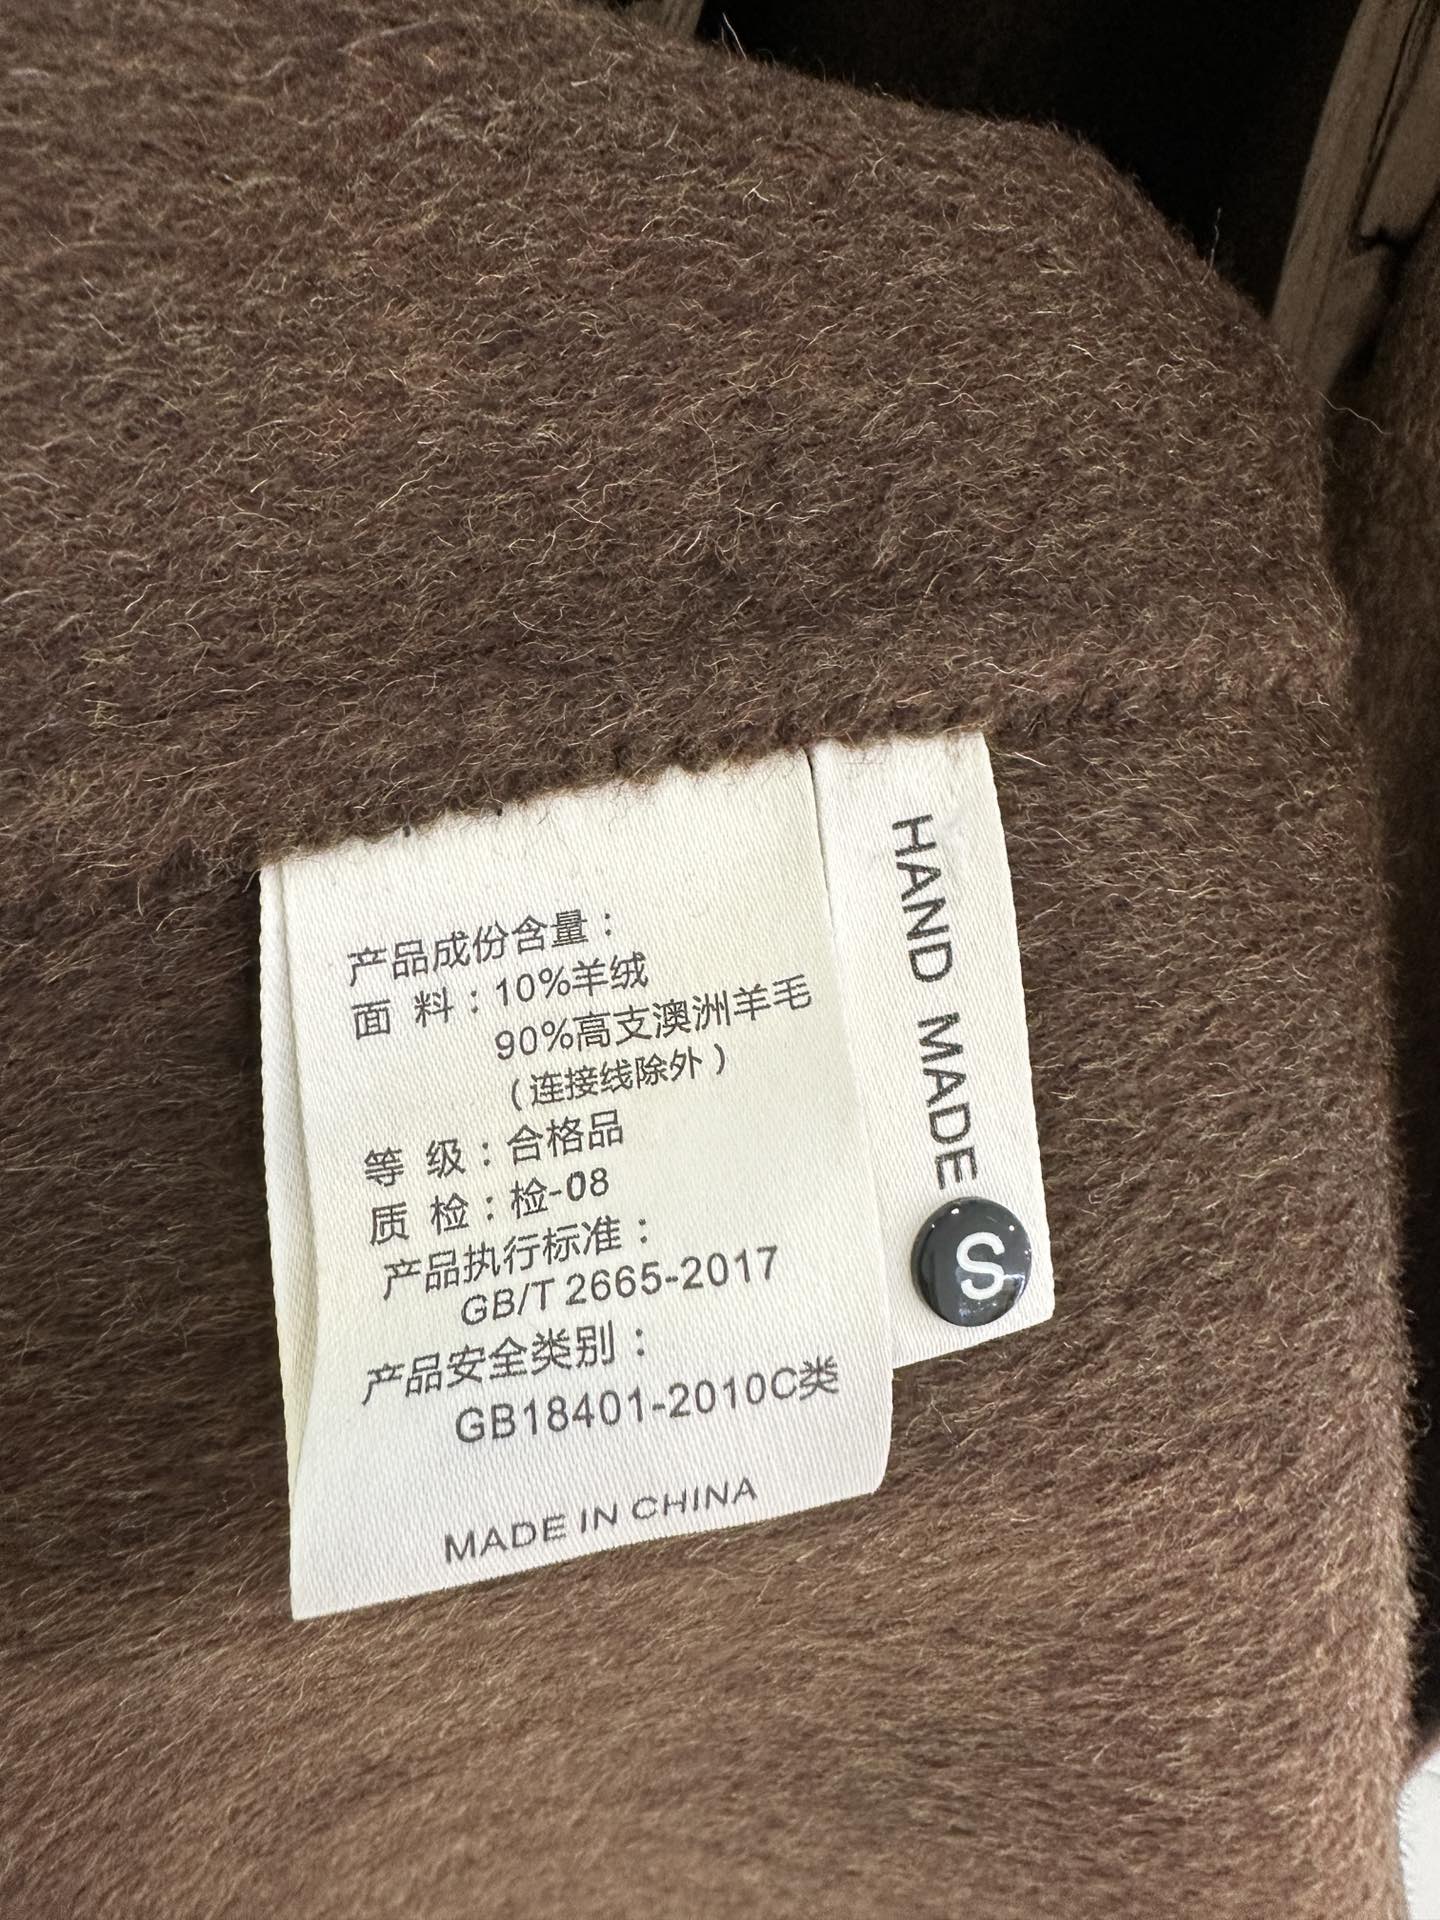 产品成份含量：
面 料：10%羊绒
90%高支澳洲羊毛
(连接线除外)
等 级：合格品
质 检：检-08
产品执行标准：
GB/T 2665-2017
产品安全类别：
GB18401-2010C类
MADE IN CHINA
HAND MADE
S